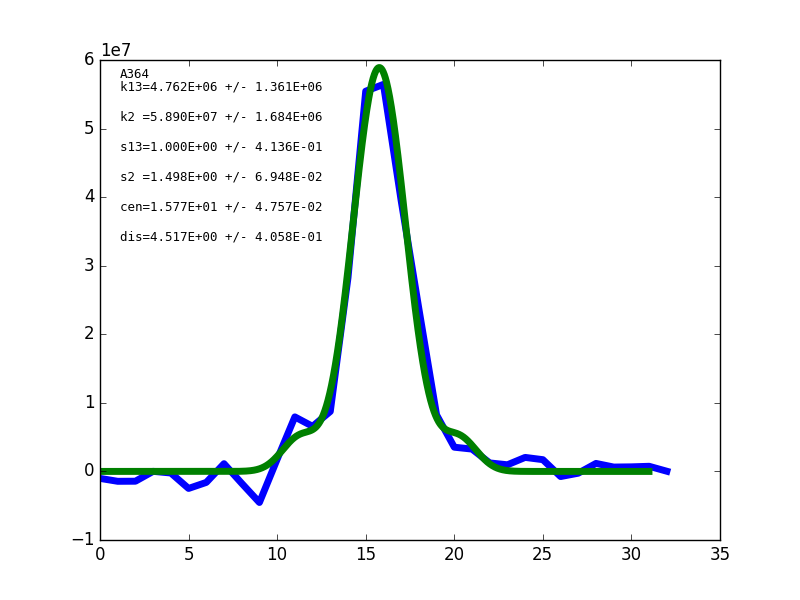 1e7
A364
k13=4.762E+06 +/- 1.361E+06
k2 =5.890E+07 +/- 1.684E+06
s13=1.000E+00 +/- 4.136E-01
s2 =1.498E+00 +/- 6.948E-02
cen=1.577E+01 +/- 4.757E-02
dis=4.517E+00 +/- 4.058E-01
6
5
4
3
2
1
0
−1
0 5 10 15 20 25 30 35